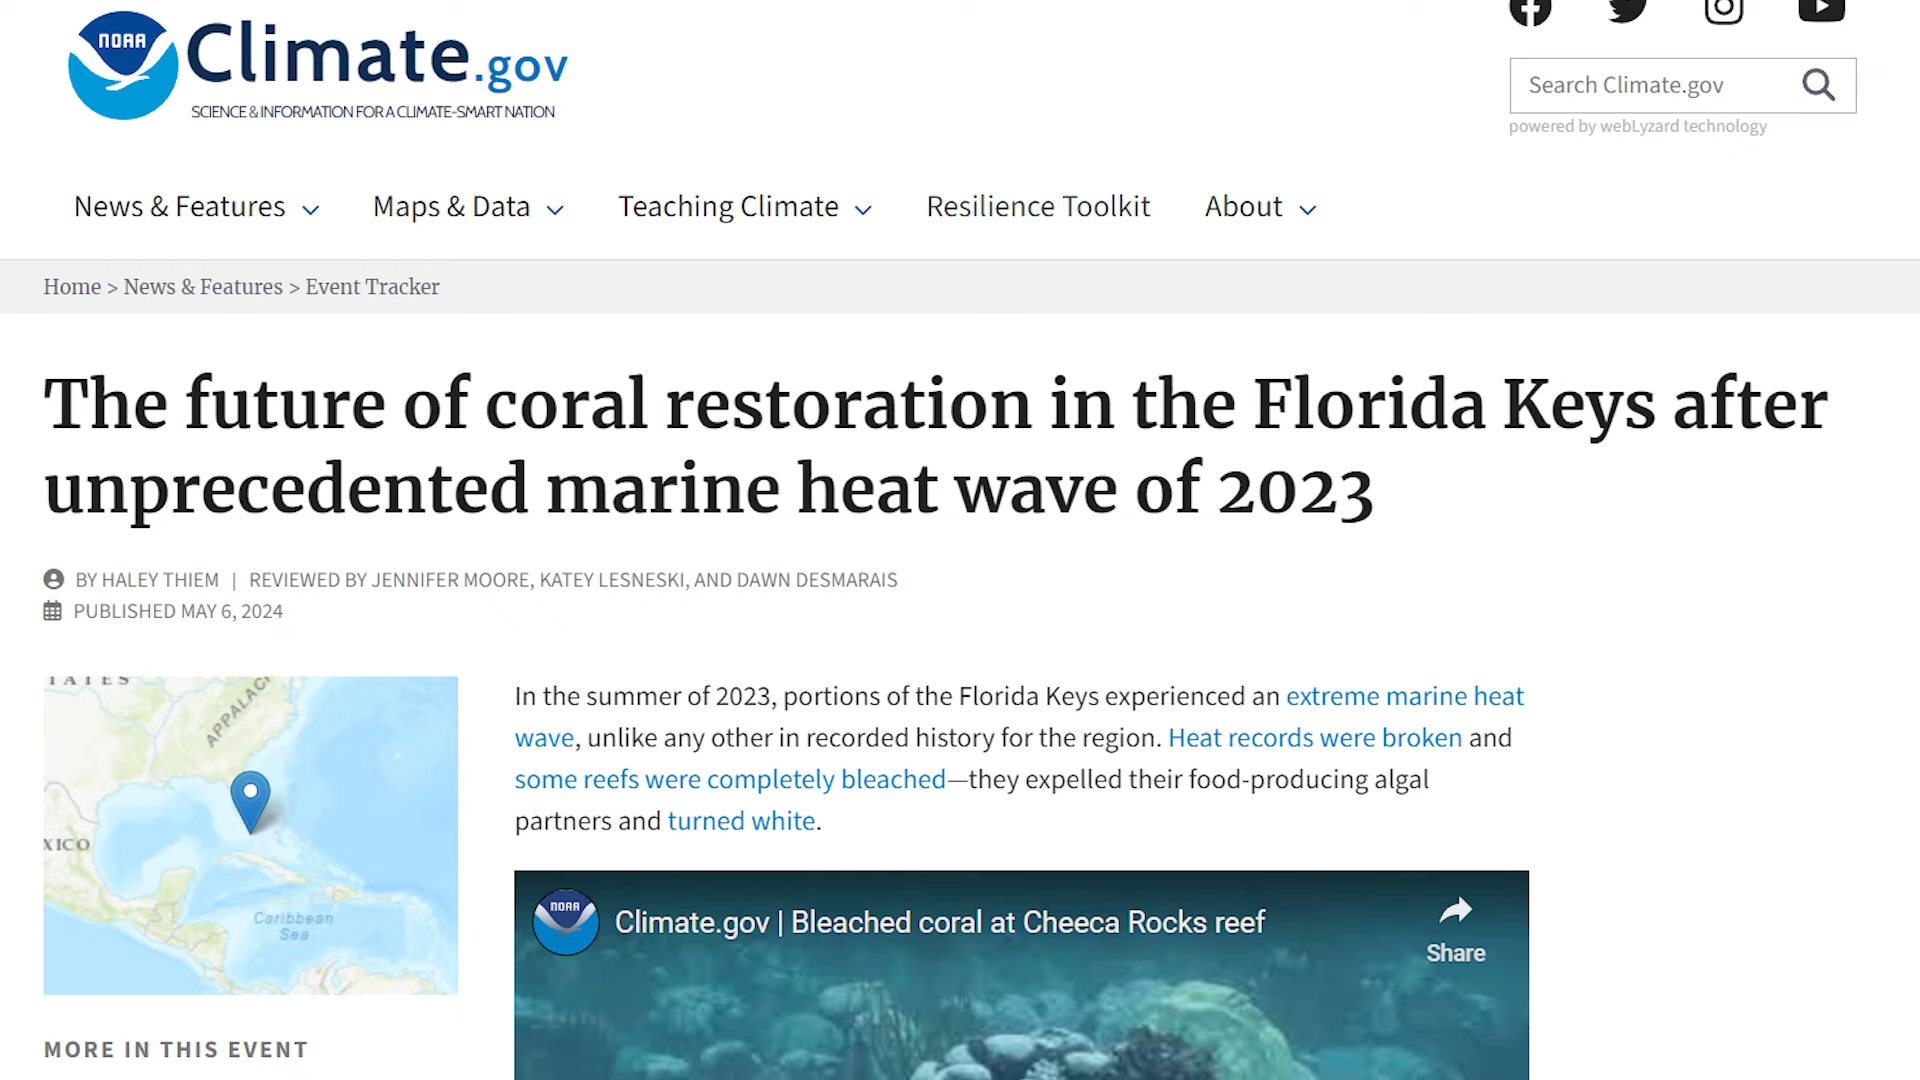 NOAA
Climate.gov
SCIENCE & INFORMATION FOR A CLIMATE-SMART NATION
Search Climate.gov
powered by webLyzard technology
News & Features
Maps & Data
Teaching Climate
Resilience Toolkit
About
Home > News & Features > Event Tracker
The future of coral restoration in the Florida Keys after
unprecedented marine heat wave of 2023
BY HALEY THIEM | REVIEWED BY JENNIFER MOORE, KATEY LESNESKI, AND DAWN DESMARAIS
PUBLISHED MAY 6, 2024
TATES
APPALAC
XICO
Caribbean
Sea
In the summer of 2023, portions of the Florida Keys experienced an extreme marine heat
wave, unlike any other in recorded history for the region. Heat records were broken and
some reefs were completely bleached—they expelled their food-producing algal
partners and turned white.
NOAA
Climate.gov | Bleached coral at Cheeca Rocks reef
Share
MORE IN THIS EVENT